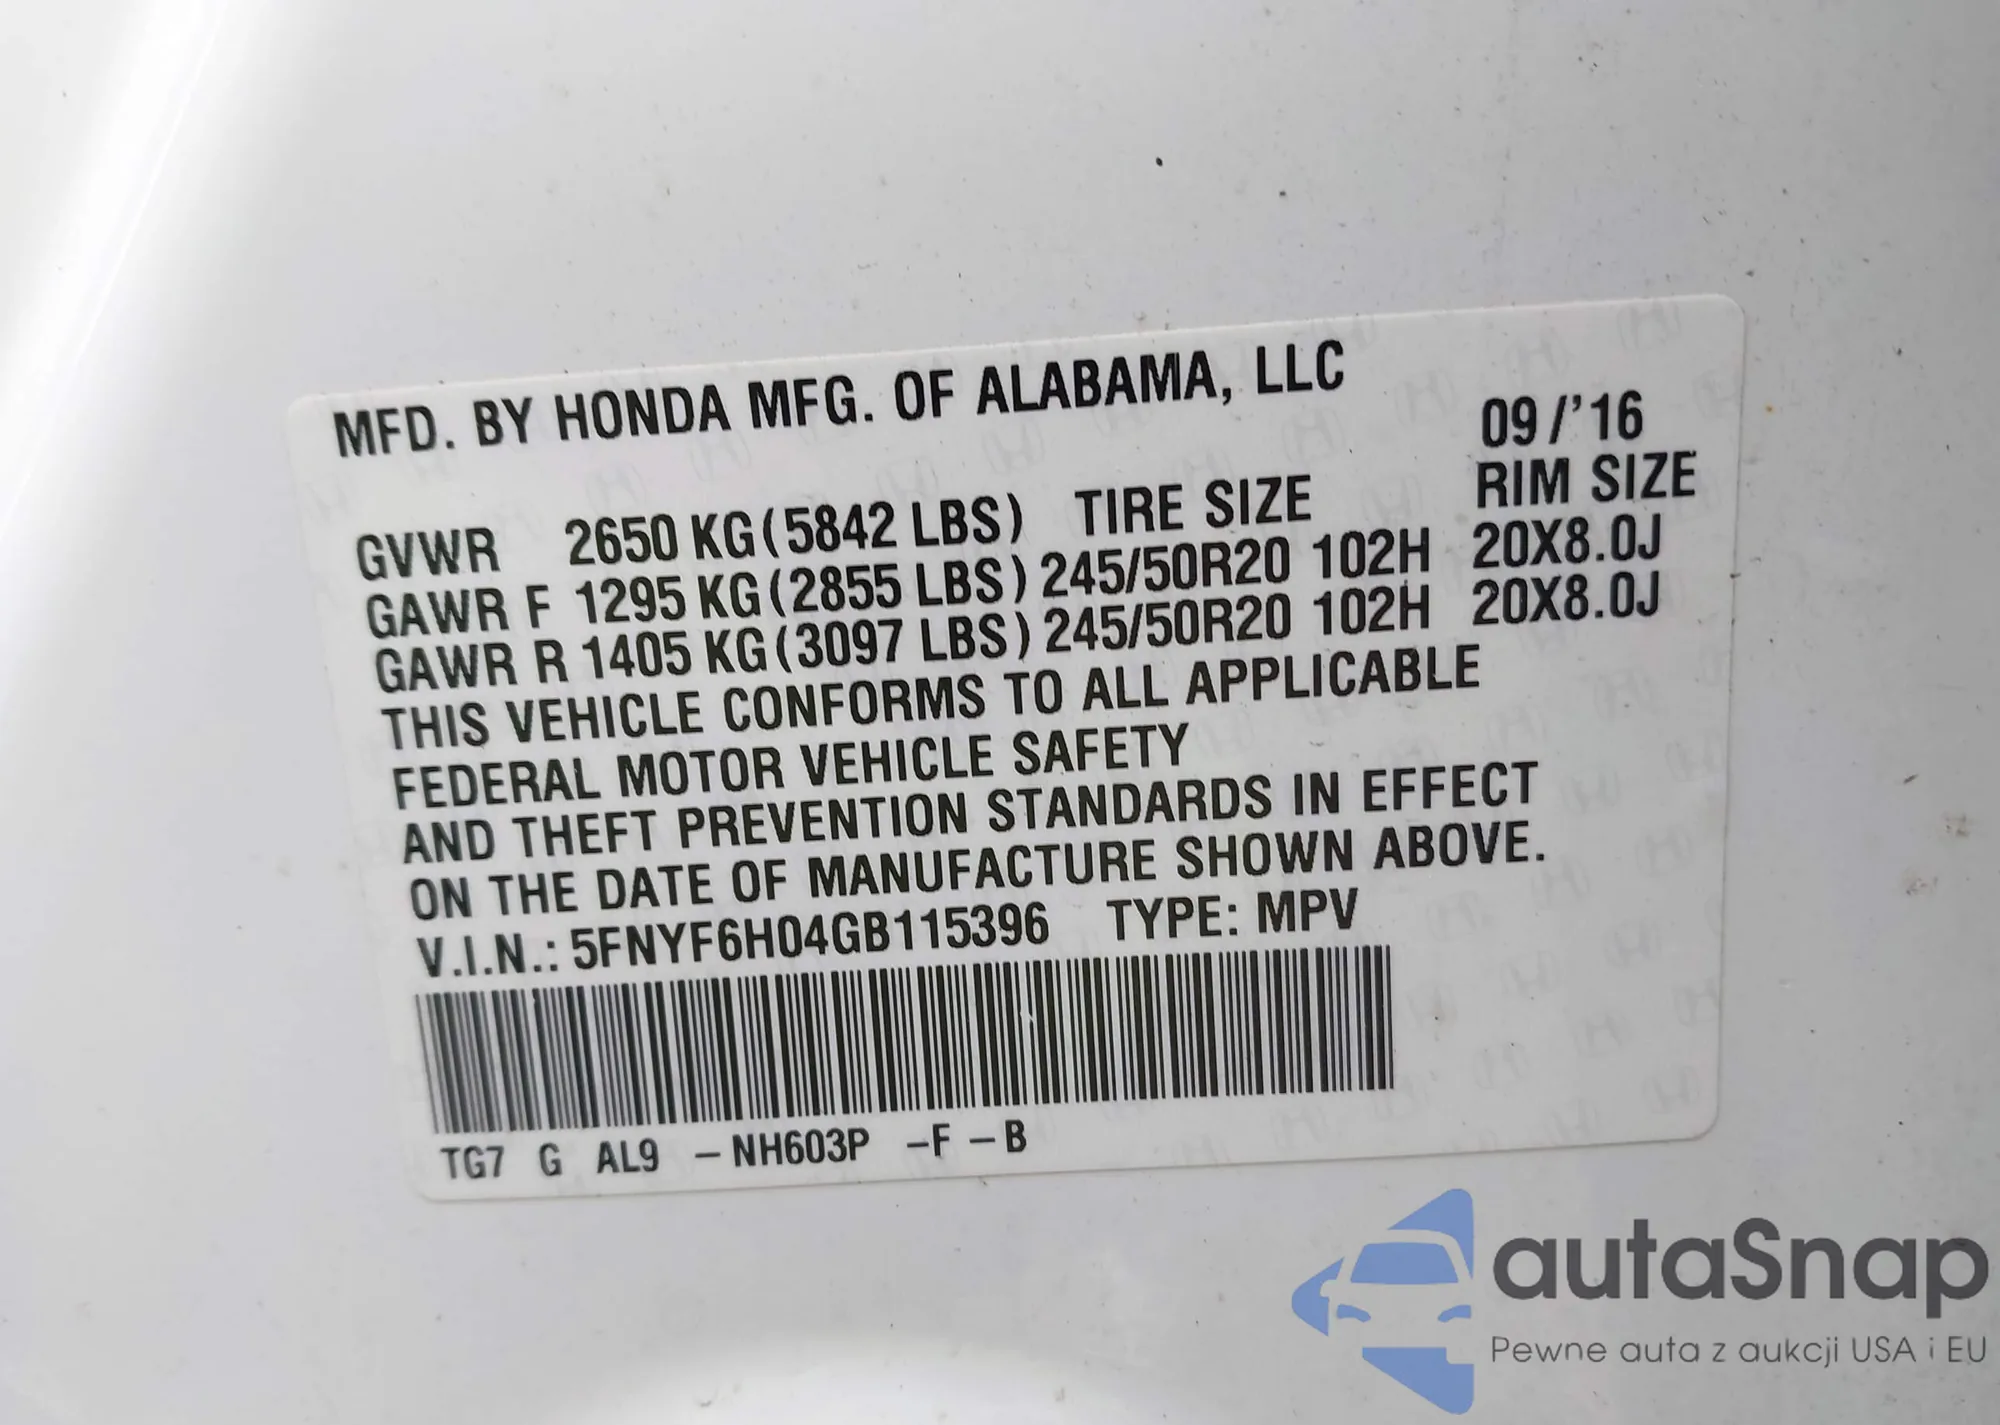 MFD. BY HONDA MFG. OF ALABAMA, LLC
09/'16
GVWR 2650 KG(5842 LBS) TIRE SIZE RIM SIZE
GAWR F 1295 KG(2855 LBS) 245/50R20 102H 20X8.0J
GAWR R 1405 KG(3097 LBS) 245/50R20 102H 20X8.0J
THIS VEHICLE CONFORMS TO ALL APPLICABLE
FEDERAL MOTOR VEHICLE SAFETY
AND THEFT PREVENTION STANDARDS IN EFFECT
ON THE DATE OF MANUFACTURE SHOWN ABOVE.
V.I.N.: 5FNYF6H04GB115396 TYPE: MPV
TG7 G AL9 -NH603P -F -B
autaSnap
Pewne auta z aukcji USA i EU